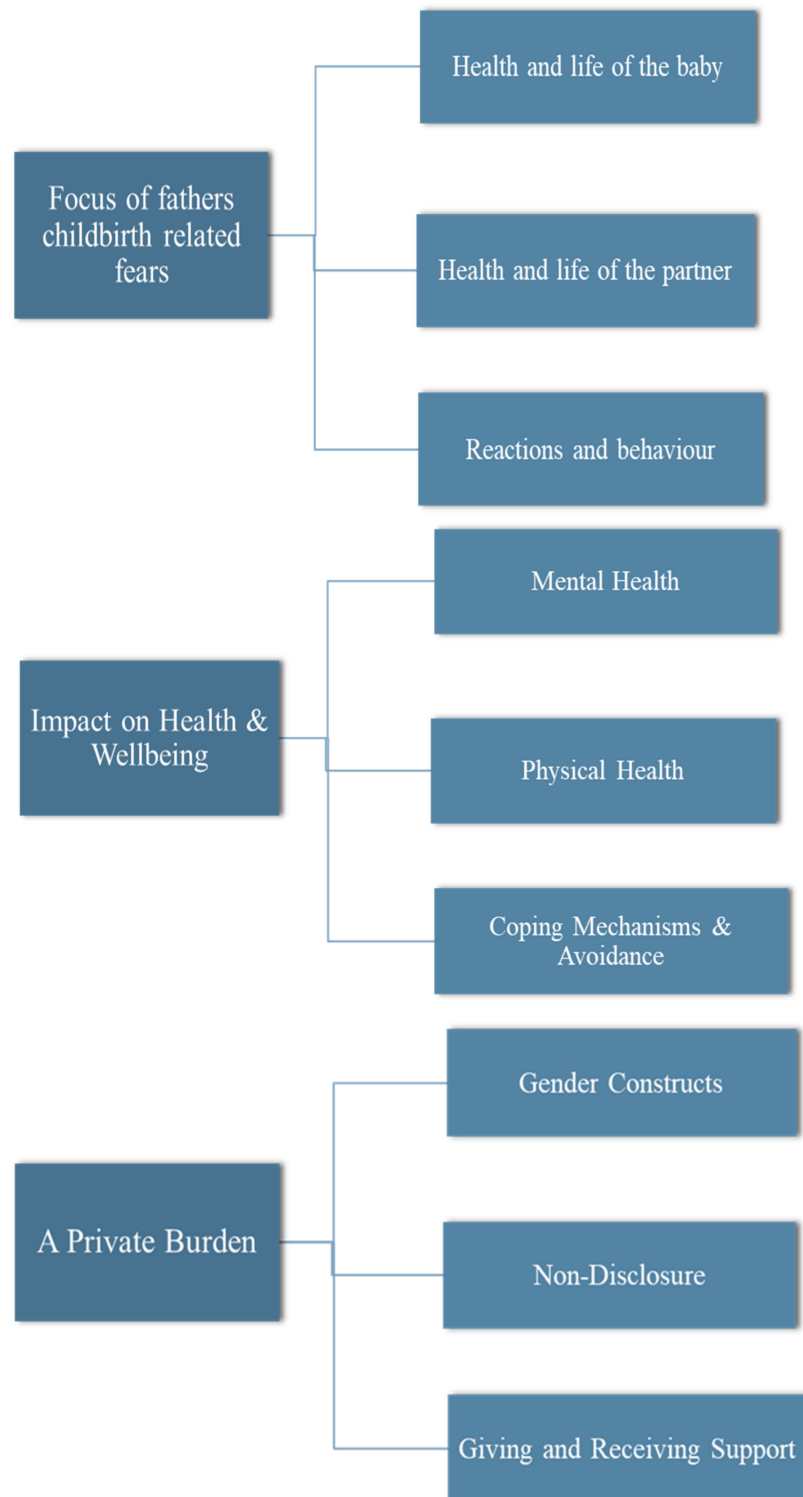 Focus of fathers
childbirth related
fears
Health and life of the baby
Health and life of the partner
Reactions and behaviour
Impact on Health &
Wellbeing
Mental Health
Physical Health
Coping Mechanisms &
Avoidance
A Private Burden
Gender Constructs
Non-Disclosure
Giving and Receiving Support